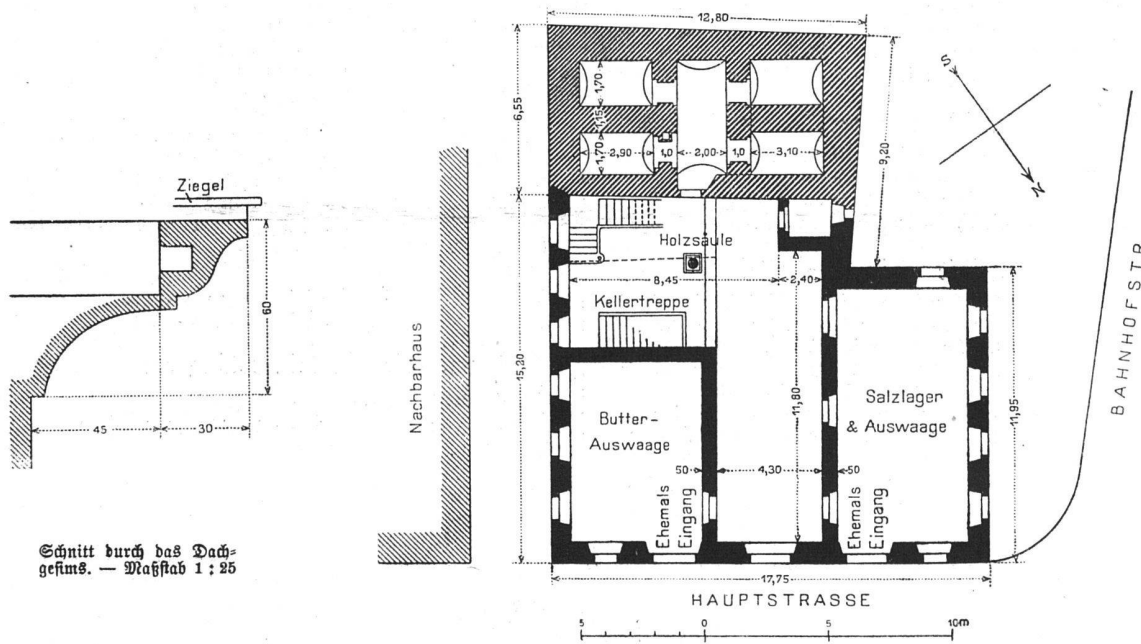 Ziegel
60
45
30
Schnitt durch das Dach-
gesims. — Maßstab 1 : 25
Nachbarhaus
12,80
6,55
1,70
1,15
1,70
2,90
1,0
2,00
1,0
3,10
9,20
S
N
Holzsäule
8,45
2,40
Kellertreppe
15,20
11,80
Butter-
Auswaage
Salzlager
& Auswaage
11,95
50
4,30
50
Ehemals
Eingang
Ehemals
Eingang
17,75
HAUPTSTRASSE
BAHNHOFSTR
5
0
5
10m